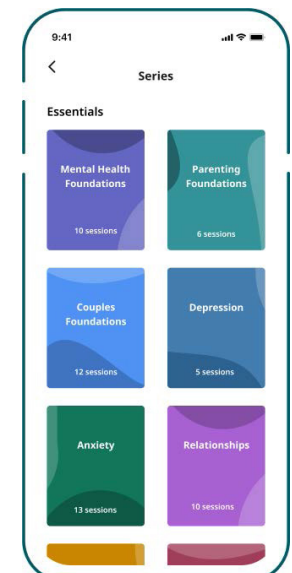 9:41
Series
Essentials
Mental Health
Foundations
10 sessions
Parenting
Foundations
6 sessions
Couples
Foundations
12 sessions
Depression
5 sessions
Anxiety
13 sessions
Relationships
10 sessions